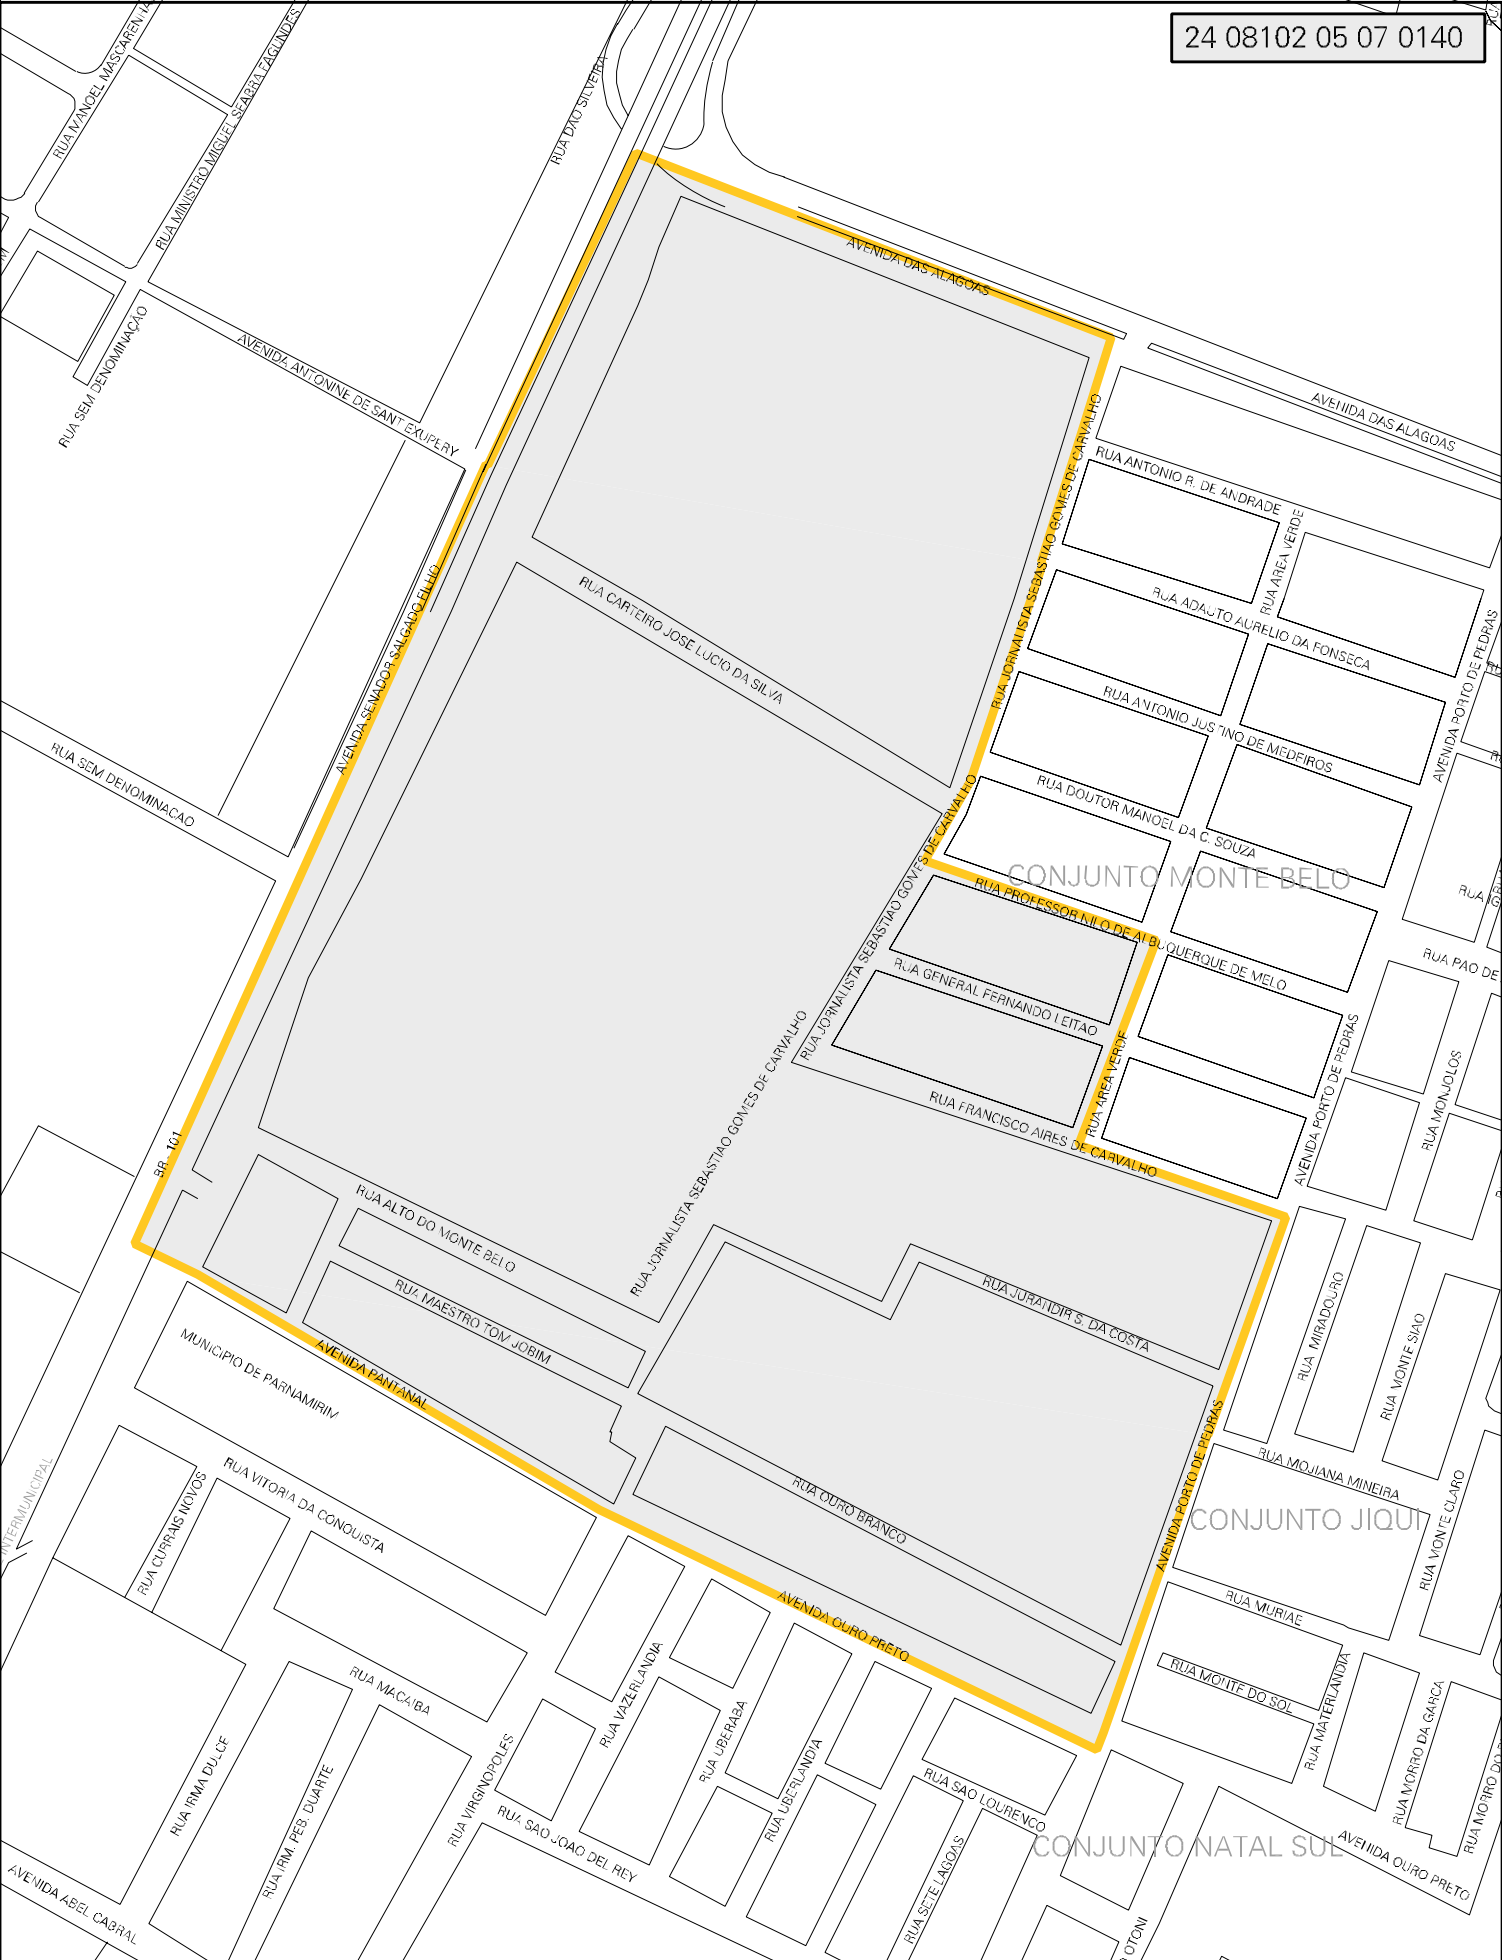 24 08102 05 07 0140
RUA MINISTRO MIGUEL SEABRA FAGUNDES
RUA DAO SILVEIRA
AVENIDA DAS ALAGOAS
RUA SEM DENOMINAÇÃO
AVENIDA ANTONINE DE SANT EXUPERY
RUA JORNALISTA SEBASTIAO GOMES DE CARVALHO
AVENIDA DAS ALAGOAS
RUA ANTONIO R. DE ANDRADE
RUA AREA VERDE
RUA CARTEIRO JOSE LUCIO DA SILVA
RUA ADAUTO AURELIO DA FONSECA
AVENIDA PORTO DE PEDRAS
AVENIDA SENADOR SALGADO FILHO
RUA ANTONIO JUSTINO DE MEDEIROS
RUA SEM DENOMINACAO
RUA DOUTOR MANOEL DA C. SOUZA
RUA JORNALISTA SEBASTIAO GOMES DE CARVALHO
CONJUNTO MONTE BELO
RUA PROFESSOR NILO DE ALBUQUERQUE DE MELO
RUA PAO DE
RUA GENERAL FERNANDO LEITAO
RUA JORNALISTA SEBASTIAO GOMES DE CARVALHO
AVENIDA PORTO DE PEDRAS
RUA AREA VERDE
RUA MONJOLOS
RUA FRANCISCO AIRES DE CARVALHO
BR - 101
RUA ALTO DO MONTE BELO
RUA MAESTRO TOM JOBIM
RUA JURANDIR S. DA COSTA
RUA MIRADOURO
RUA MONTE SIAO
AVENIDA PANTANAL
MUNICIPIO DE PARNAMIRIM
AVENIDA PORTO DE PEDRAS
RUA MOJIANA MINEIRA
INTERMUNICIPAL
RUA CURRAIS NOVOS
RUA VITORIA DA CONQUISTA
RUA OURO BRANCO
CONJUNTO JIQUI
RUA MONTE CLARO
AVENIDA OURO PRETO
RUA MURIAE
RUA MACAIBA
RUA VAZERLANDIA
RUA MONTE DO SOL
RUA MATERLANDIA
RUA MORRO DA GARCA
RUA UBERABA
RUA UBERLANDIA
RUA IRMA DULCE
RUA IRM. PEB. DUARTE
RUA VIRGINOPOLES
RUA SAO LOURENCO
RUA MORRO DO
RUA SAO JOAO DEL REY
CONJUNTO NATAL SUL
AVENIDA OURO PRETO
AVENIDA ABEL CABRAL
RUA SETE LAGOAS
OTONI